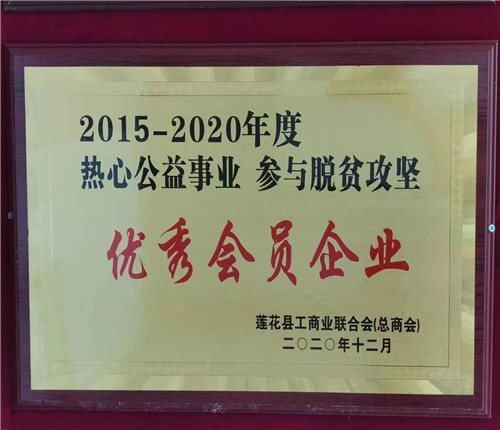 2015-2020年度
热心公益事业 参与脱贫攻坚
优秀会员企业
莲花县工商业联合会(总商会)
二〇二〇年十二月